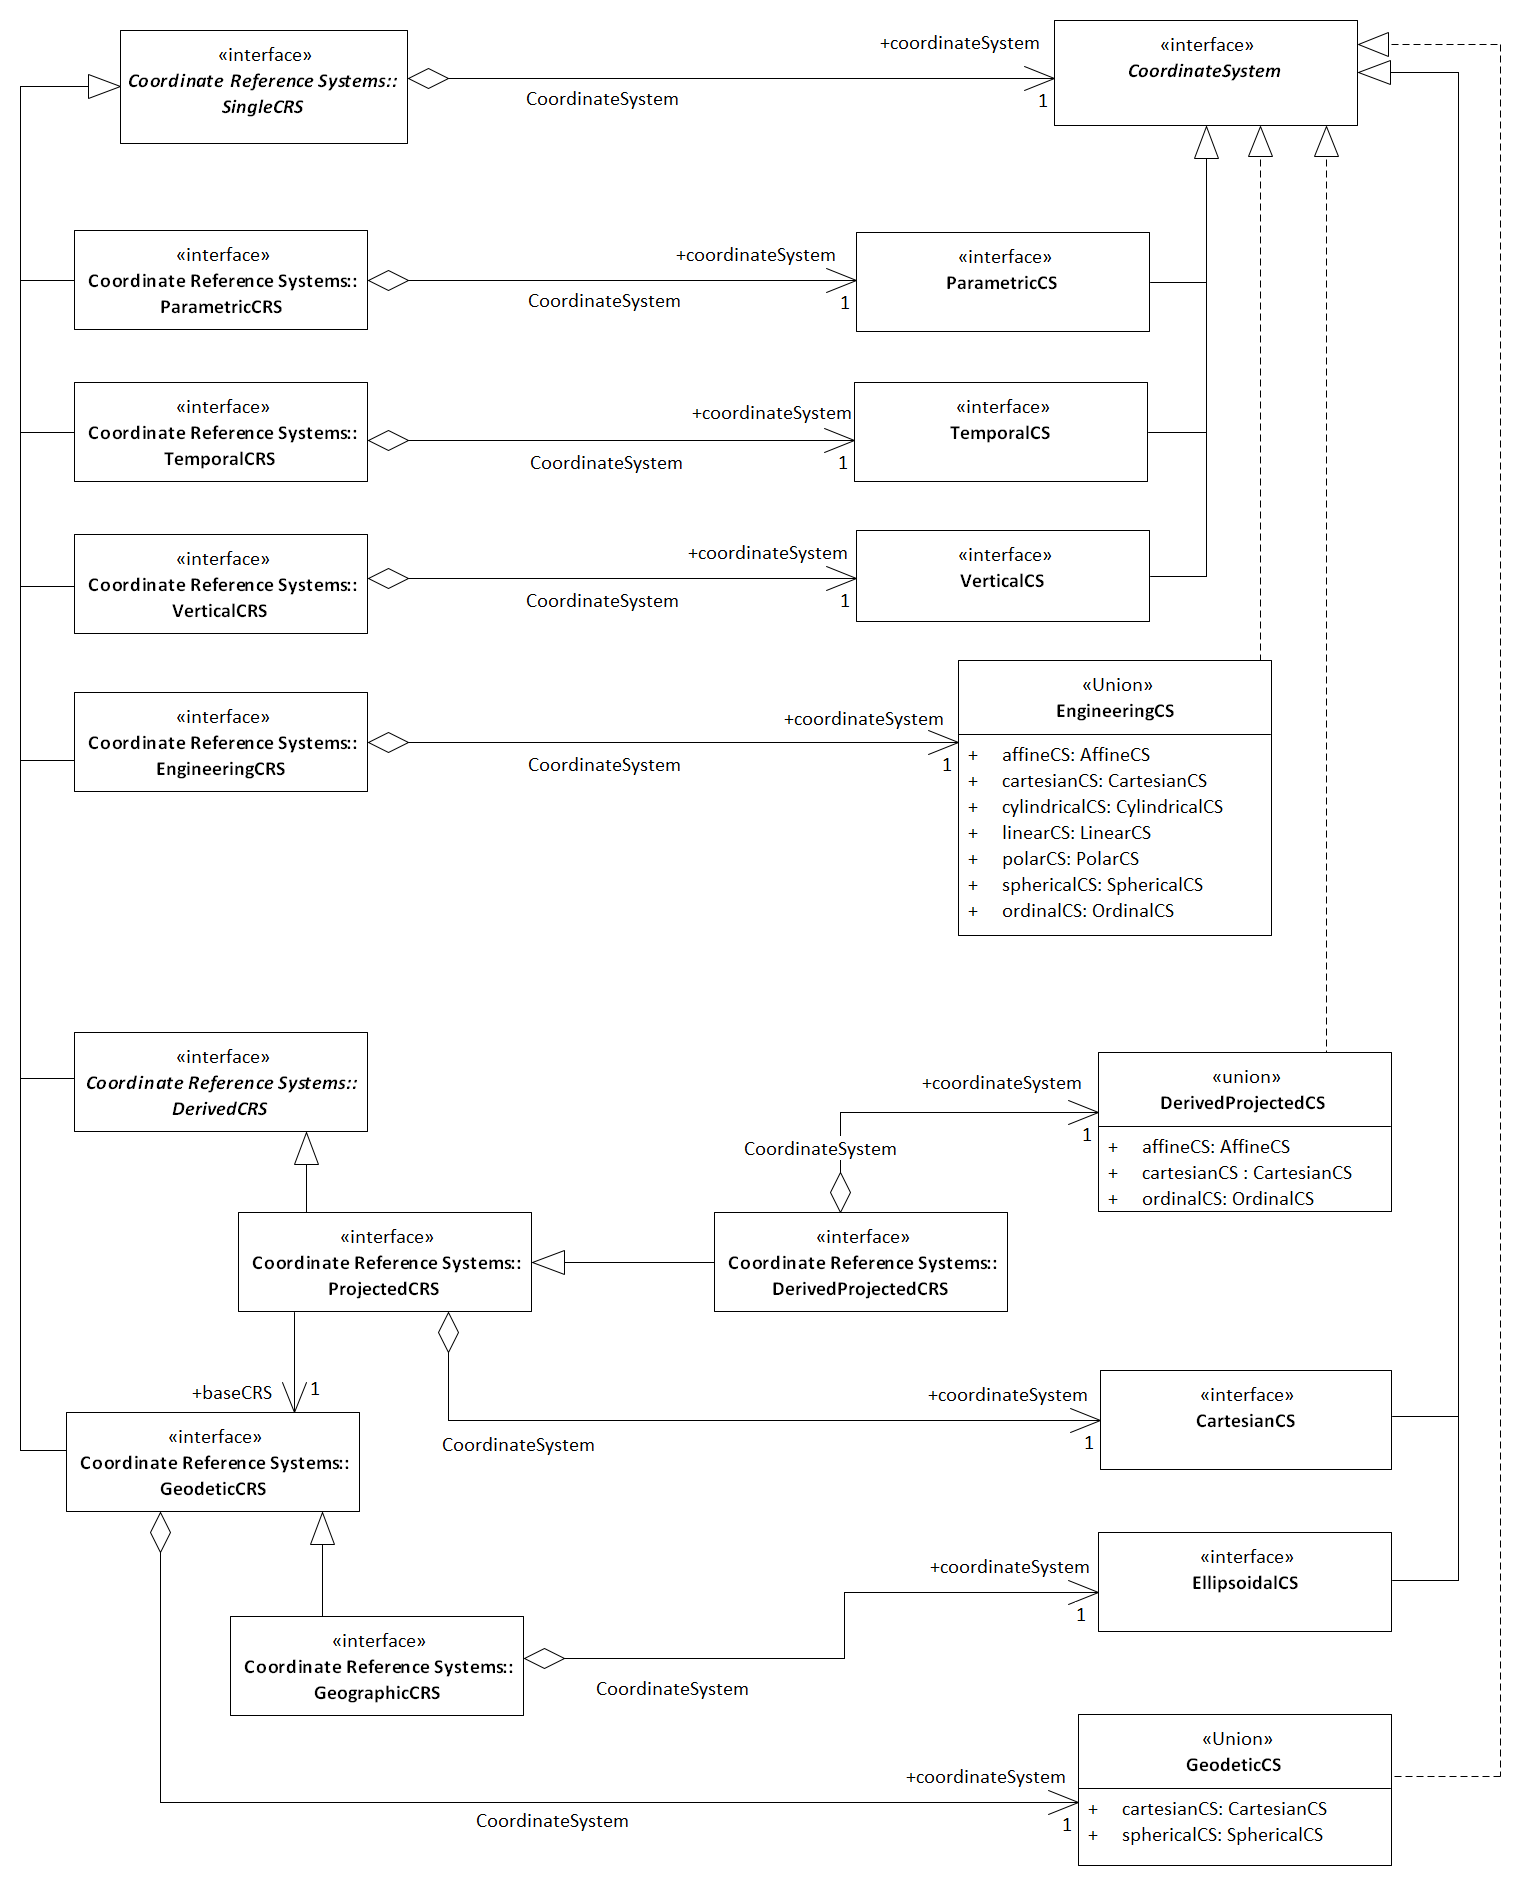 «interface»
Coordinate Reference Systems::
SingleCRS
+coordinateSystem
CoordinateSystem
1
«interface»
CoordinateSystem
«interface»
Coordinate Reference Systems::
ParametricCRS
+coordinateSystem
CoordinateSystem
1
«interface»
ParametricCS
«interface»
Coordinate Reference Systems::
TemporalCRS
+coordinateSystem
CoordinateSystem
1
«interface»
TemporalCS
«interface»
Coordinate Reference Systems::
VerticalCRS
+coordinateSystem
CoordinateSystem
1
«interface»
VerticalCS
«interface»
Coordinate Reference Systems::
EngineeringCRS
+coordinateSystem
CoordinateSystem
1
«Union»
EngineeringCS
+ affineCS: AffineCS
+ cartesianCS: CartesianCS
+ cylindricalCS: CylindricalCS
+ linearCS: LinearCS
+ polarCS: PolarCS
+ sphericalCS: SphericalCS
+ ordinalCS: OrdinalCS
«interface»
Coordinate Reference Systems::
DerivedCRS
+coordinateSystem
CoordinateSystem
1
«union»
DerivedProjectedCS
+ affineCS: AffineCS
+ cartesianCS : CartesianCS
+ ordinalCS: OrdinalCS
«interface»
Coordinate Reference Systems::
ProjectedCRS
«interface»
Coordinate Reference Systems::
DerivedProjectedCRS
+baseCRS
1
+coordinateSystem
CoordinateSystem
1
«interface»
CartesianCS
«interface»
Coordinate Reference Systems::
GeodeticCRS
+coordinateSystem
1
«interface»
EllipsoidalCS
«interface»
Coordinate Reference Systems::
GeographicCRS
CoordinateSystem
+coordinateSystem
CoordinateSystem
1
«Union»
GeodeticCS
+ cartesianCS: CartesianCS
+ sphericalCS: SphericalCS